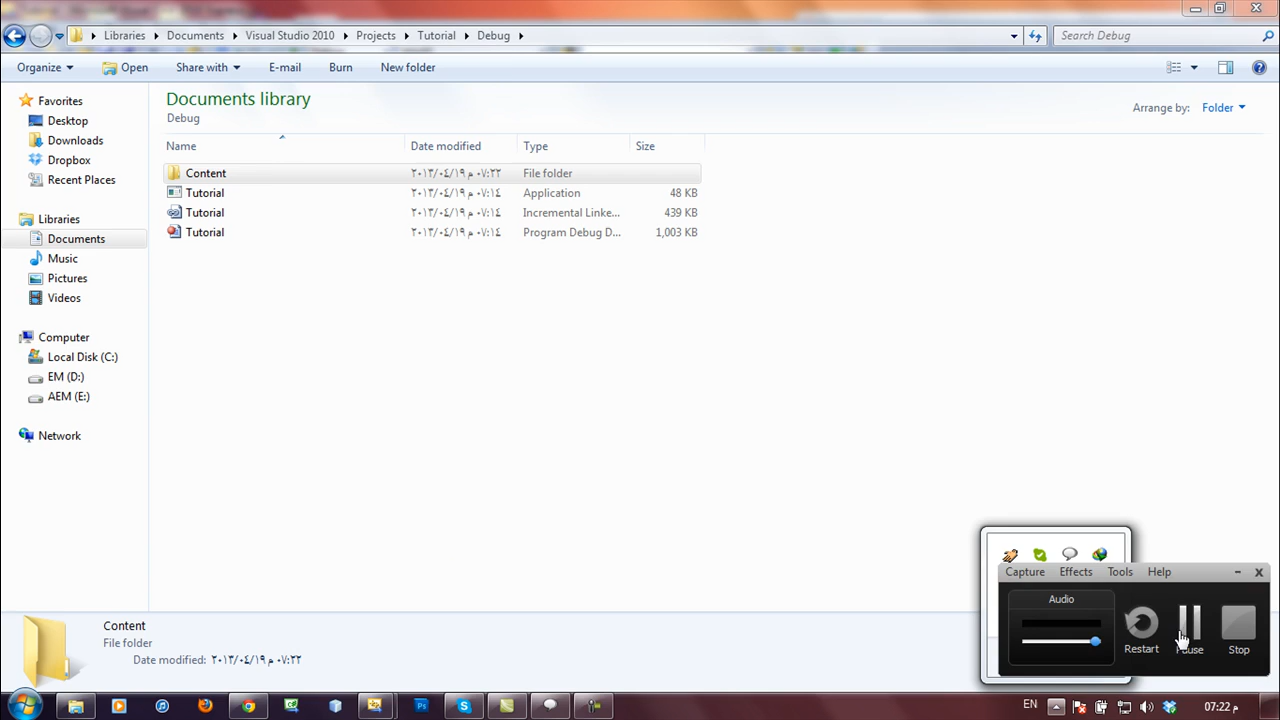 Libraries Documents Visual Studio 2010 Projects Tutorial Debug
Search Debug
Organize Open Share with E-mail Burn New folder
Favorites
Desktop
Downloads
Dropbox
Recent Places
Libraries
Documents
Music
Pictures
Videos
Computer
Local Disk (C:)
EM (D:)
AEM (E:)
Network
Documents library
Debug
Arrange by: Folder
Name Date modified Type Size
Content ٢٠١٣/٠٤/١٩ م ٠٧:٢٢ File folder
Tutorial ٢٠١٣/٠٤/١٩ م ٠٧:١٤ Application 48 KB
Tutorial ٢٠١٣/٠٤/١٩ م ٠٧:١٤ Incremental Linke... 439 KB
Tutorial ٢٠١٣/٠٤/١٩ م ٠٧:١٤ Program Debug D... 1,003 KB
Content
File folder
Date modified: ٢٠١٣/٠٤/١٩ م ٠٧:٢٢
Capture Effects Tools Help
Audio
Restart Pause Stop
EN
07:22 م